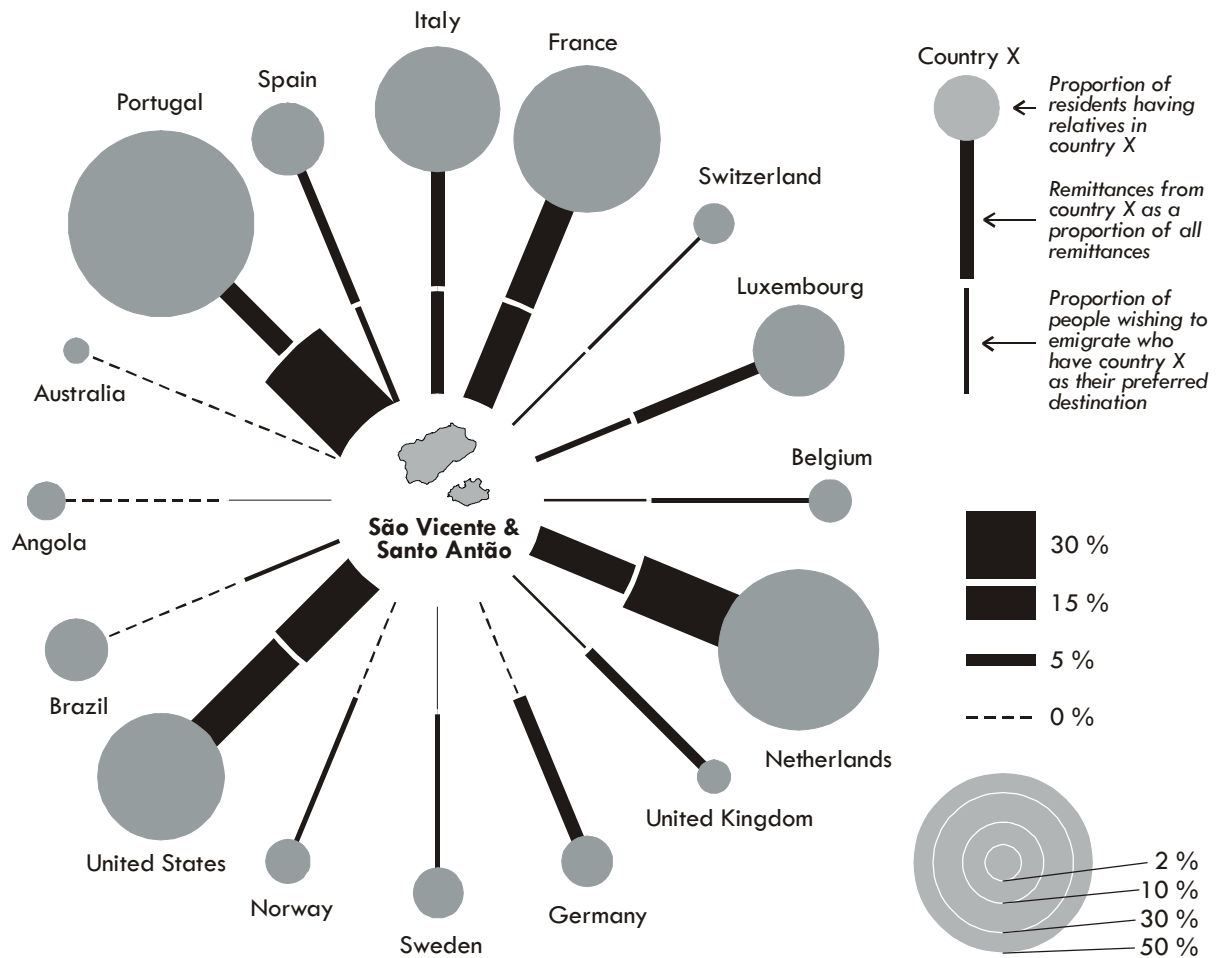 Italy
France
Spain
Portugal
Switzerland
Luxembourg
Australia
Belgium
Angola
São Vicente &
Santo Antão
Brazil
Netherlands
United Kingdom
United States
Norway
Germany
Sweden
Country X
Proportion of
residents having
relatives in
country X
Remittances from
country X as a
proportion of all
remittances
Proportion of
people wishing to
emigrate who
have country X
as their preferred
destination
30 %
15 %
5 %
0 %
2 %
10 %
30 %
50 %